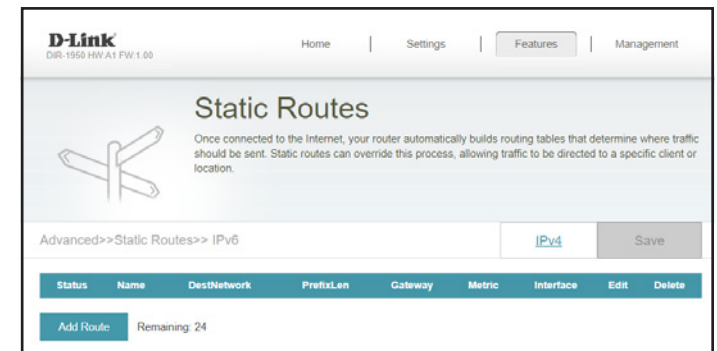 D-Link
DIR-1950 HW:A1 FW:1.00
Home | Settings | Features | Management
Static Routes
Once connected to the Internet, your router automatically builds routing tables that determine where traffic
should be sent. Static routes can override this process, allowing traffic to be directed to a specific client or
location.
Advanced>>Static Routes>> IPv6
IPv4
Save
Status Name DestNetwork PrefixLen Gateway Metric Interface Edit Delete
Add Route
Remaining: 24